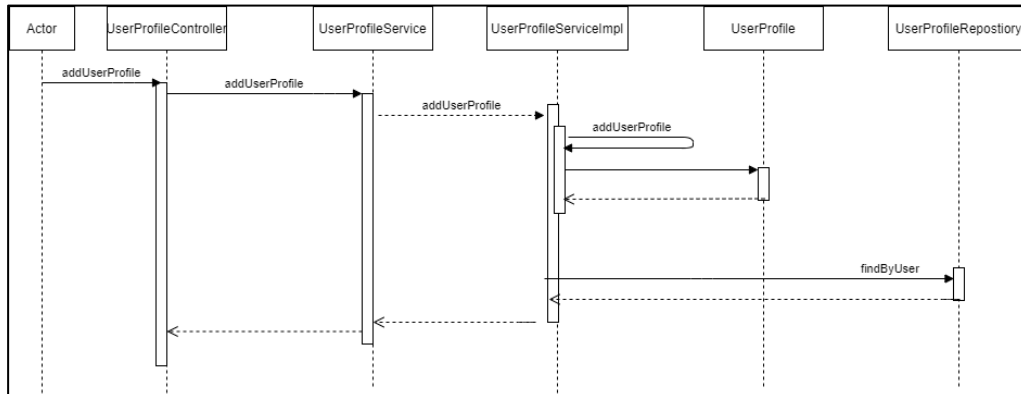 Actor
UserProfileController
UserProfileService
UserProfileServiceImpl
UserProfile
UserProfileRepostiory
addUserProfile
addUserProfile
addUserProfile
addUserProfile
findByUser